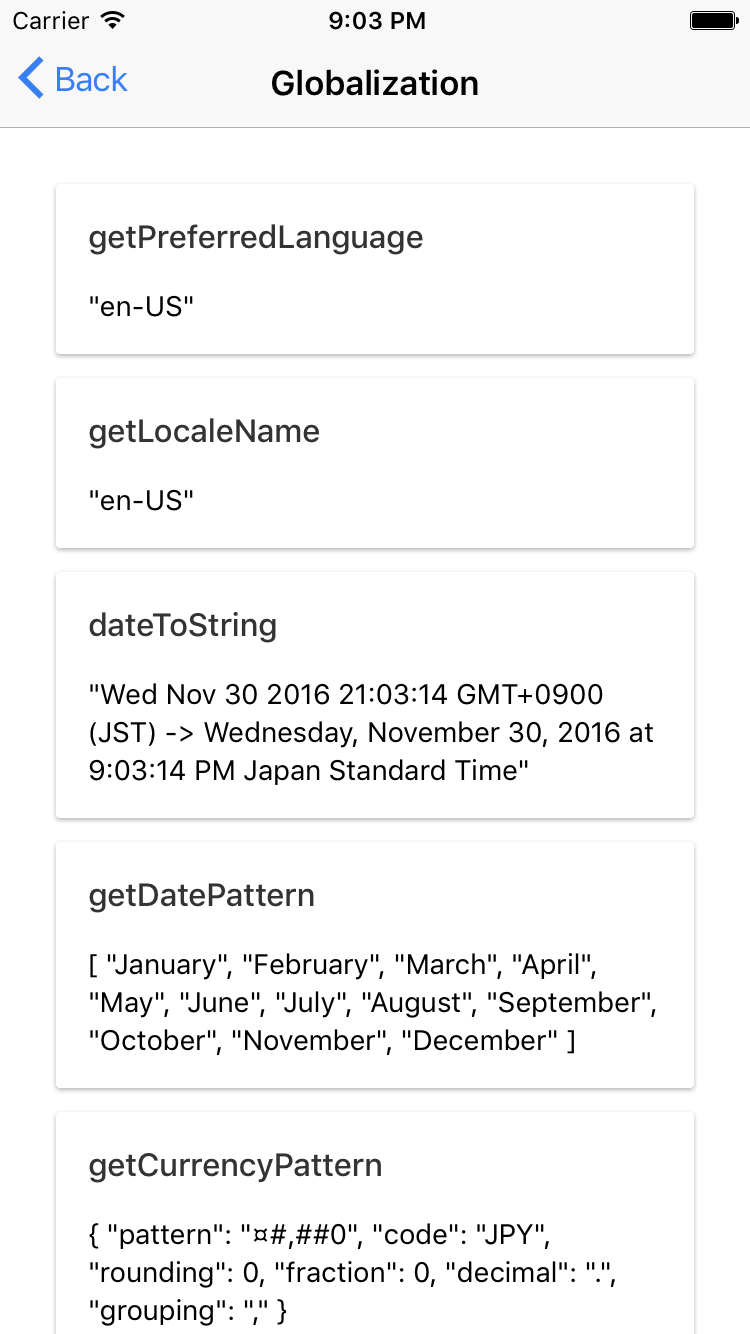 Carrier 9:03 PM
Back Globalization
getPreferredLanguage
"en-US"
getLocaleName
"en-US"
dateToString
"Wed Nov 30 2016 21:03:14 GMT+0900
(JST) -> Wednesday, November 30, 2016 at
9:03:14 PM Japan Standard Time"
getDatePattern
[ "January", "February", "March", "April",
"May", "June", "July", "August", "September",
"October", "November", "December" ]
getCurrencyPattern
{ "pattern": "¤#,##0", "code": "JPY",
"rounding": 0, "fraction": 0, "decimal": ".",
"grouping": "," }